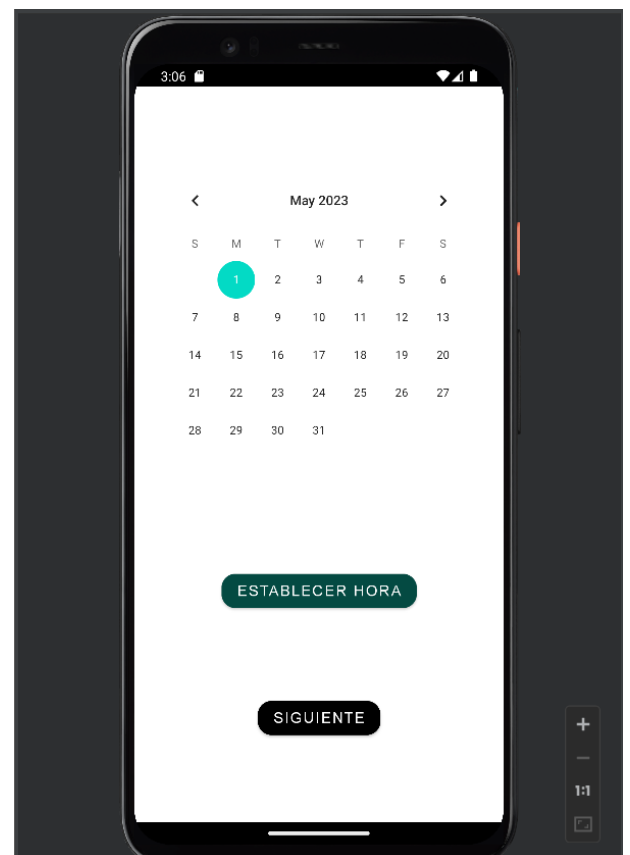 3:06
May 2023
S M T W T F S
1 2 3 4 5 6
7 8 9 10 11 12 13
14 15 16 17 18 19 20
21 22 23 24 25 26 27
28 29 30 31
ESTABLECER HORA
SIGUIENTE
1:1